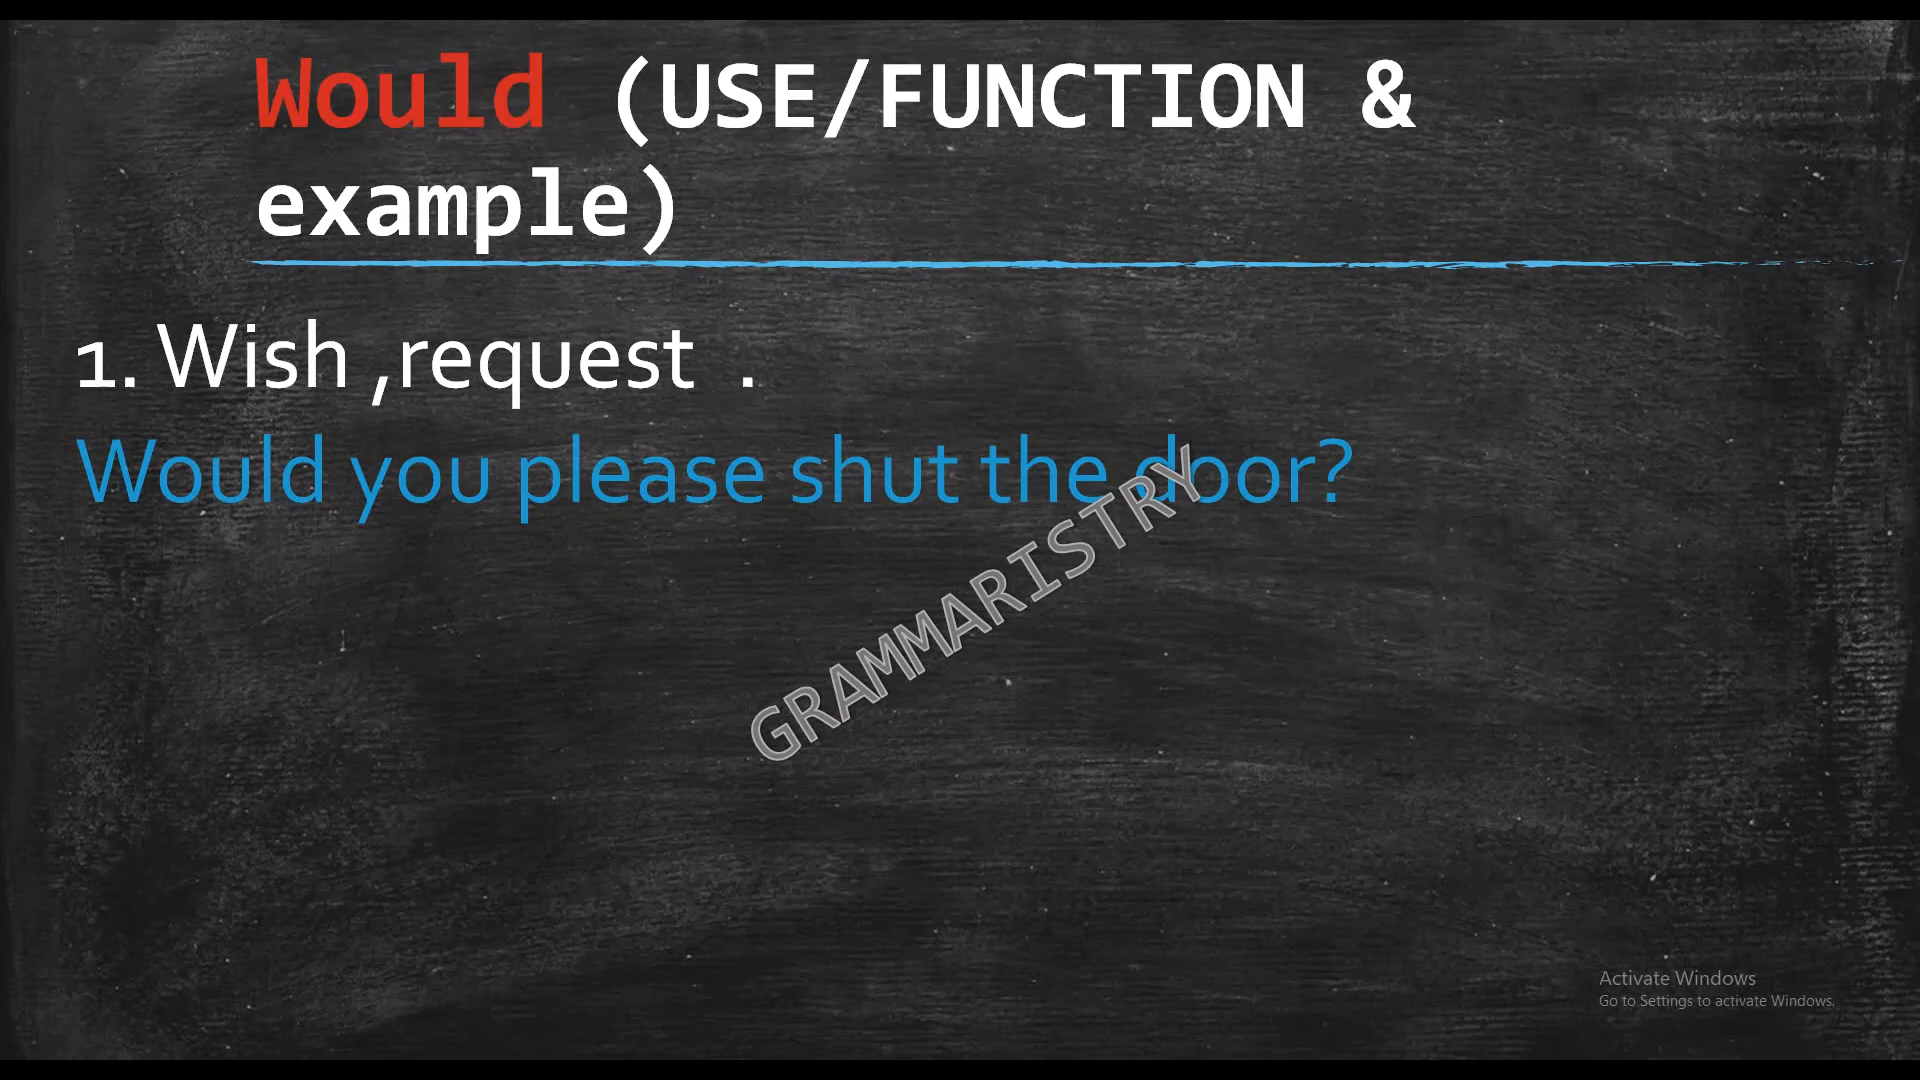 Would (USE/FUNCTION &
example)
1. Wish ,request .
Would you please shut the door?
GRAMMARISTRY
Activate Windows
Go to Settings to activate Windows.